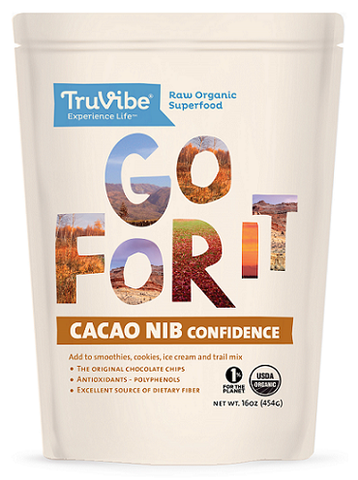 TruVibe®
Experience Life™
Raw Organic
Superfood
GO
FOR IT
CACAO NIB CONFIDENCE
Add to smoothies, cookies, ice cream and trail mix
• The original chocolate chips
• Antioxidants - polyphenols
• Excellent source of dietary fiber
1%
FOR THE
PLANET
USDA
ORGANIC
NET WT. 16OZ (454G)